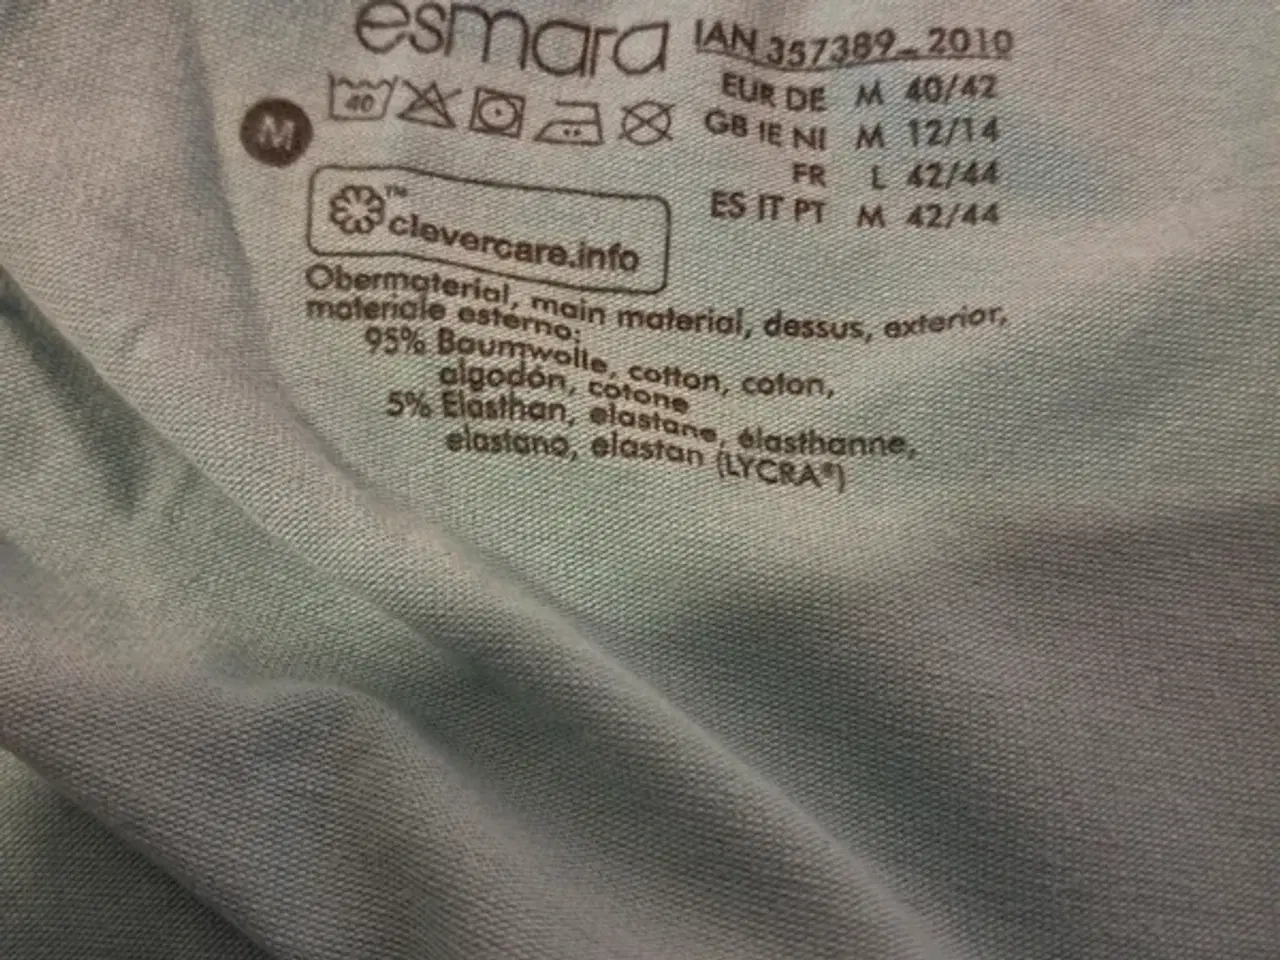 esmara
IAN 357389_2010
40
M
EUR DE M 40/42
GB IE NI M 12/14
FR L 42/44
ES IT PT M 42/44
™
clevercare.info
Obermaterial, main material, dessus, exterior,
materiale esterno:
95% Baumwolle, cotton, coton,
algodón, cotone
5% Elasthan, elastane, élasthanne,
elastano, elastan (LYCRA®)